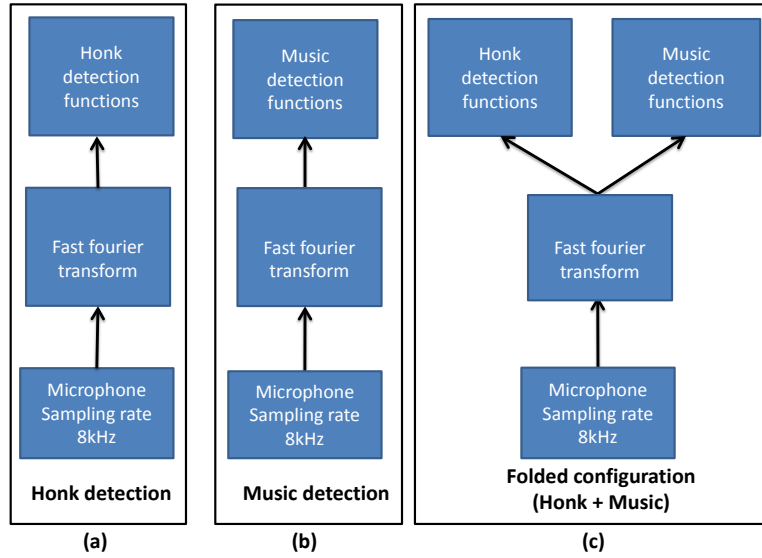 Honk
detection
functions
Fast fourier
transform
Microphone
Sampling rate
8kHz
Honk detection
(a)
Music
detection
functions
Fast fourier
transform
Microphone
Sampling rate
8kHz
Music detection
(b)
Honk
detection
functions
Music
detection
functions
Fast fourier
transform
Microphone
Sampling rate
8kHz
Folded configuration
(Honk + Music)
(c)